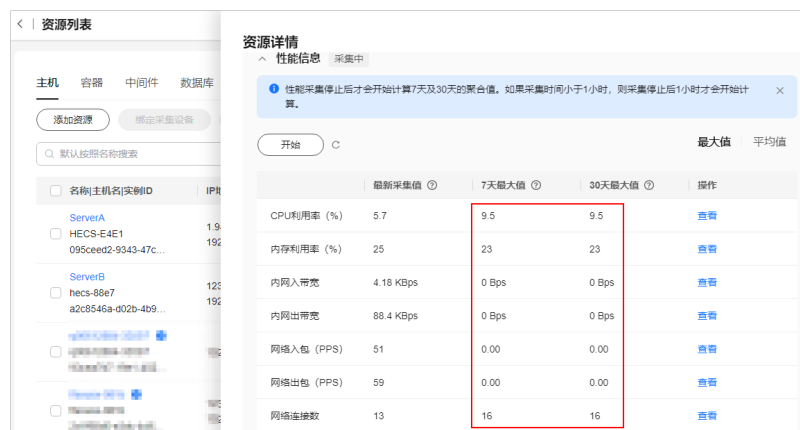 资源列表
主机 容器 中间件 数据库
添加资源 绑定采集设备
默认按照名称搜索
名称|主机名|实例ID IP地
ServerA
HECS-E4E1 1.9
095ceed2-9343-47c... 192
ServerB
hecs-88e7 123
a2c8546a-d02b-4b9... 192
资源详情
性能信息 采集中
性能采集停止后才会开始计算7天及30天的聚合值。如果采集时间小于1小时，则采集停止后1小时才会开始计
算。
开始 最大值 平均值
最新采集值 7天最大值 30天最大值 操作
CPU利用率（%） 5.7 9.5 9.5 查看
内存利用率（%） 25 23 23 查看
内网入带宽 4.18 KBps 0 Bps 0 Bps 查看
内网出带宽 88.4 KBps 0 Bps 0 Bps 查看
网络入包（PPS） 51 0.00 0.00 查看
网络出包（PPS） 59 0.00 0.00 查看
网络连接数 13 16 16 查看